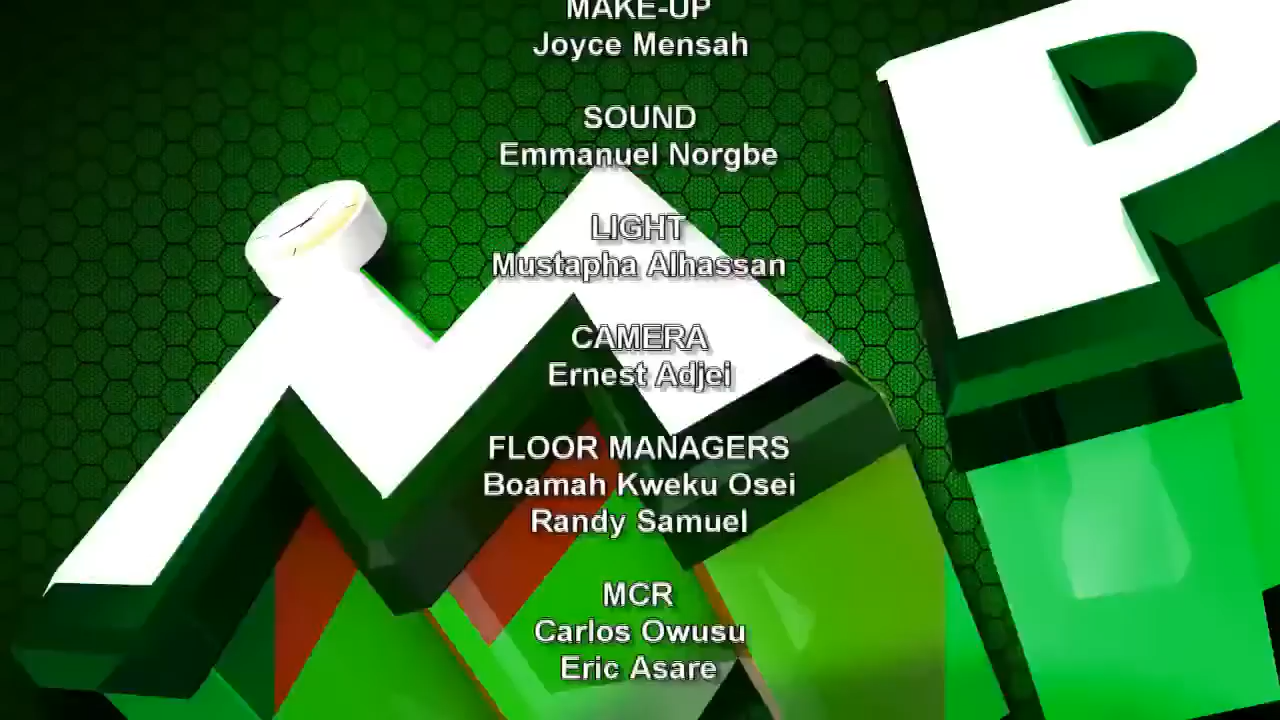 MAKE-UP
Joyce Mensah
SOUND
Emmanuel Norgbe
LIGHT
Mustapha Alhassan
CAMERA
Ernest Adjei
FLOOR MANAGERS
Boamah Kweku Osei
Randy Samuel
MCR
Carlos Owusu
Eric Asare
P